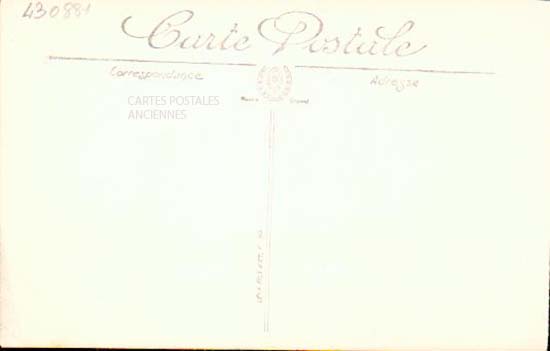 430881
Carte Postale
Correspondance
Adresse
CARTES POSTALES
ANCIENNES